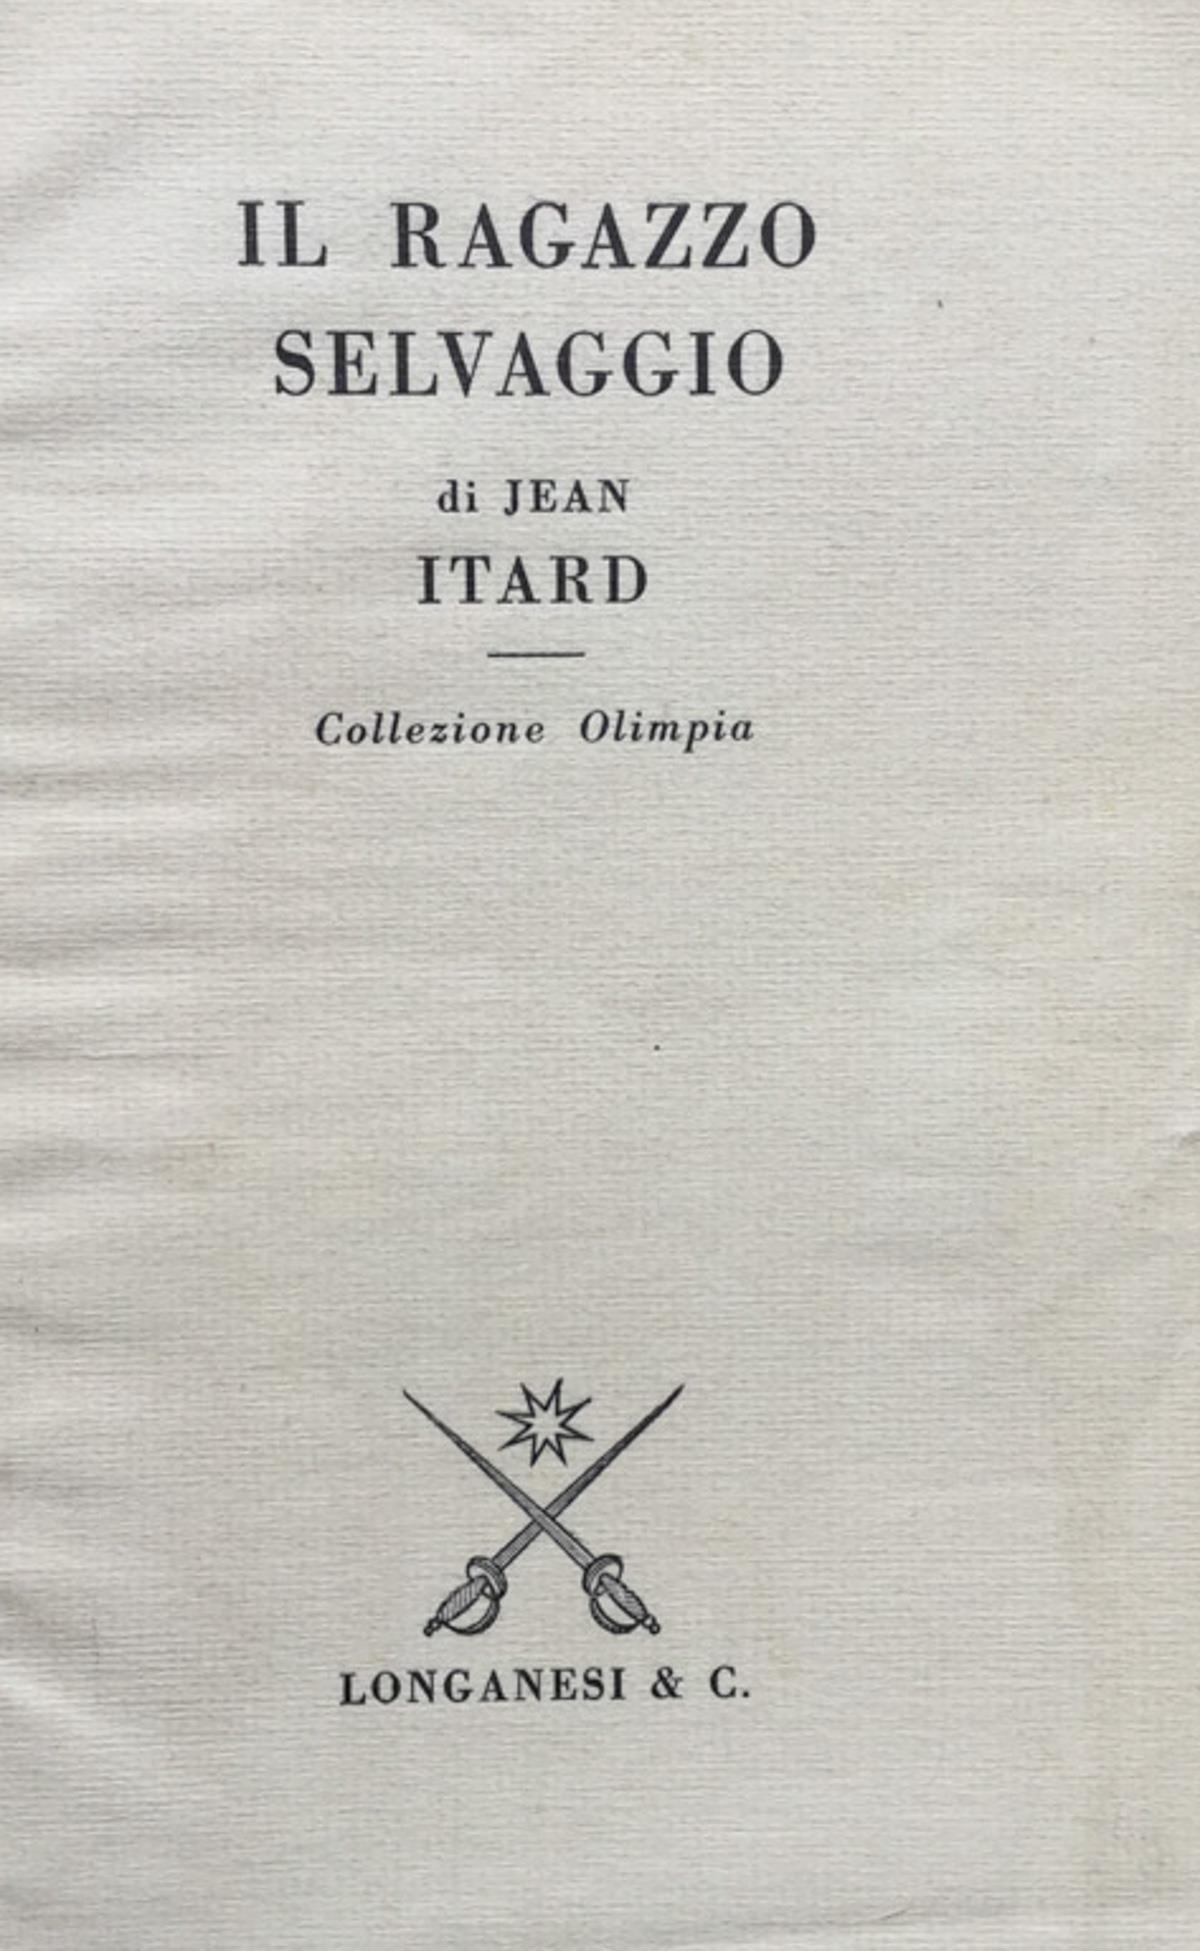 IL RAGAZZO
SELVAGGIO
di JEAN
ITARD
Collezione Olimpia
LONGANESI & C.